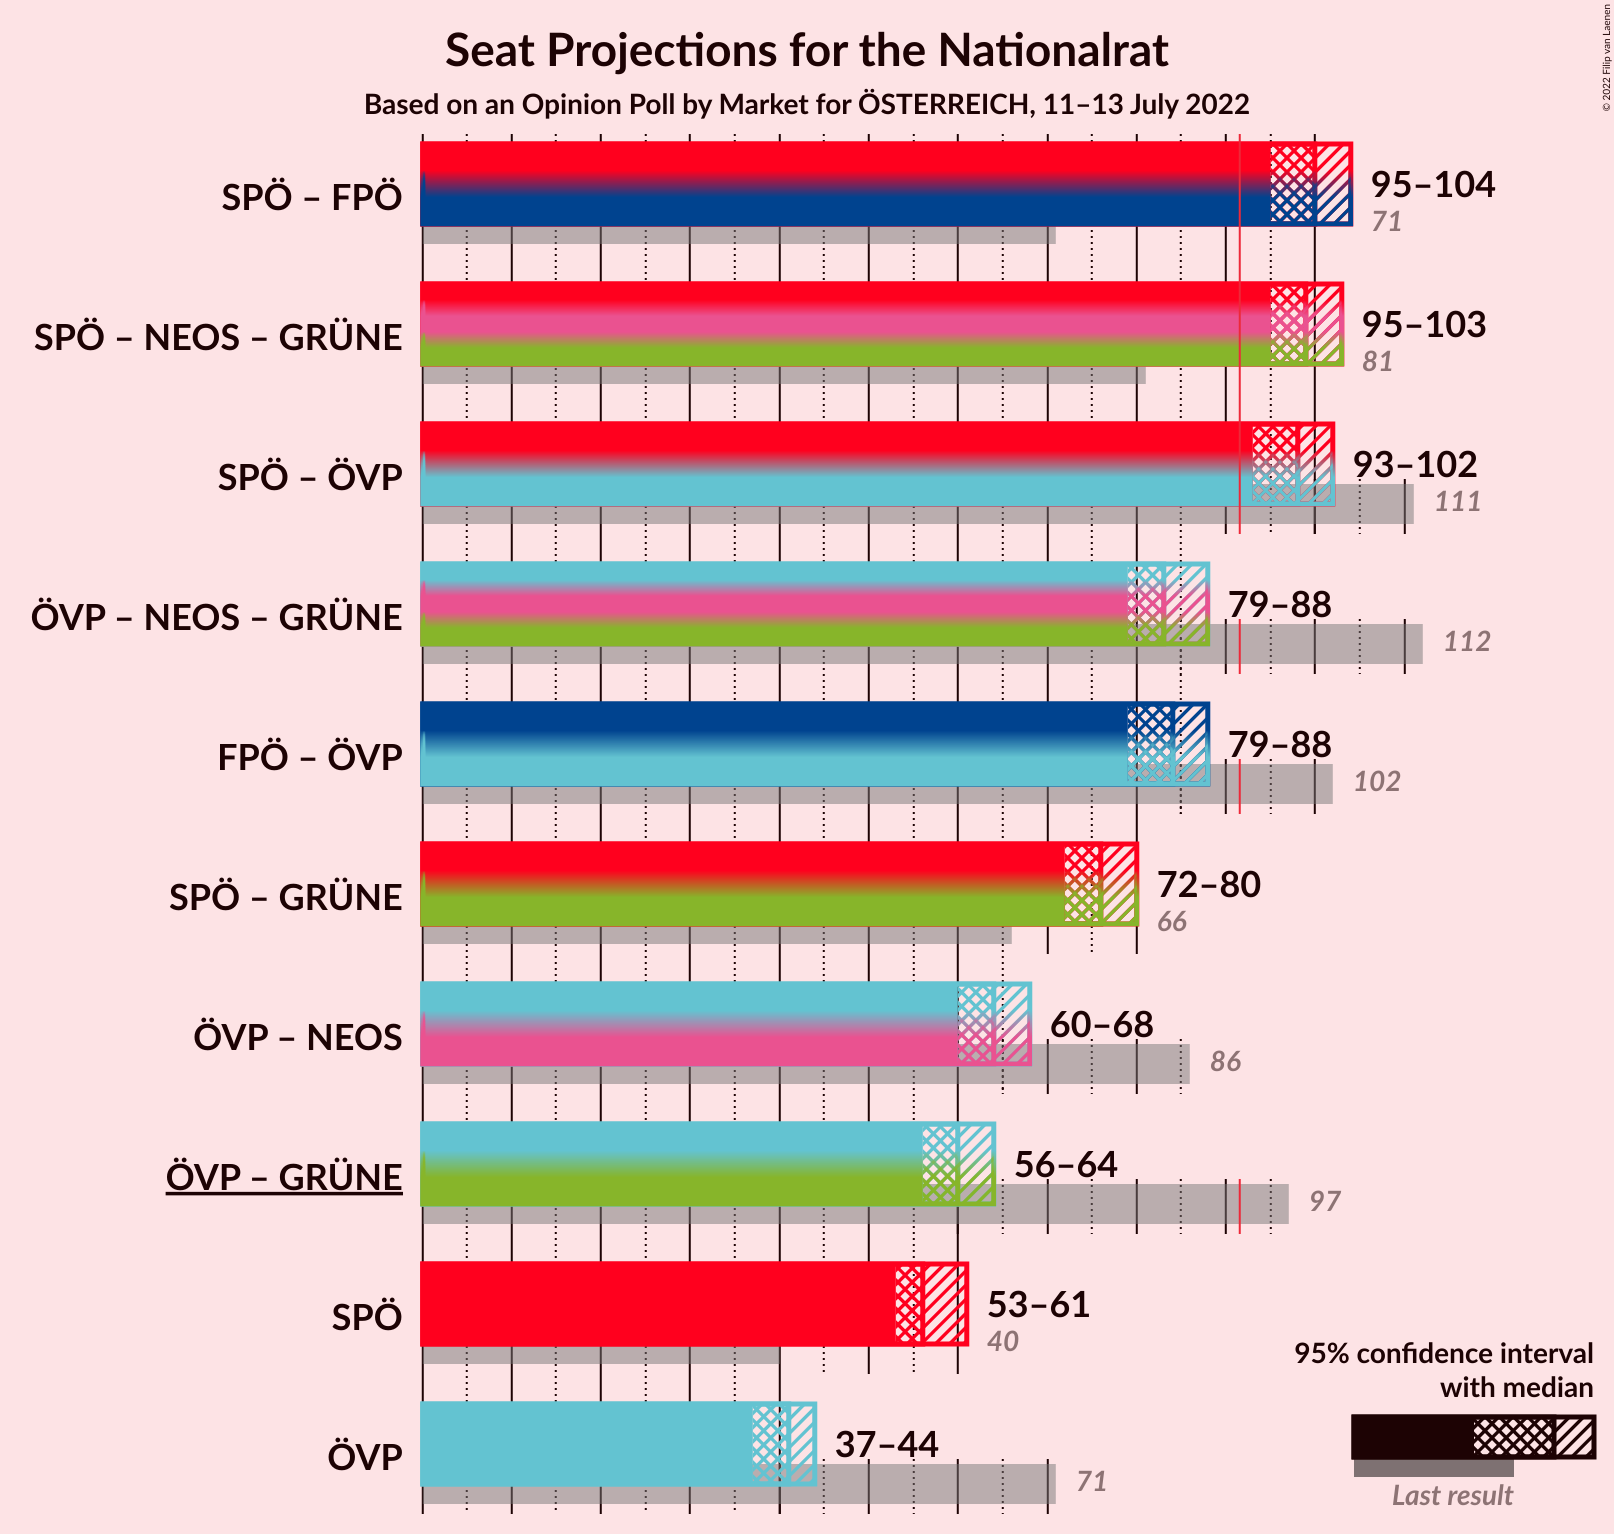 Seat Projections for the Nationalrat
Based on an Opinion Poll by Market for ÖSTERREICH, 11–13 July 2022
© 2022 Filip van Laenen
SPÖ – FPÖ
95–104
71
SPÖ – NEOS – GRÜNE
95–103
81
SPÖ – ÖVP
93–102
111
ÖVP – NEOS – GRÜNE
79–88
112
FPÖ – ÖVP
79–88
102
SPÖ – GRÜNE
72–80
66
ÖVP – NEOS
60–68
86
ÖVP – GRÜNE
56–64
97
SPÖ
53–61
40
ÖVP
37–44
71
95% confidence interval
with median
Last result